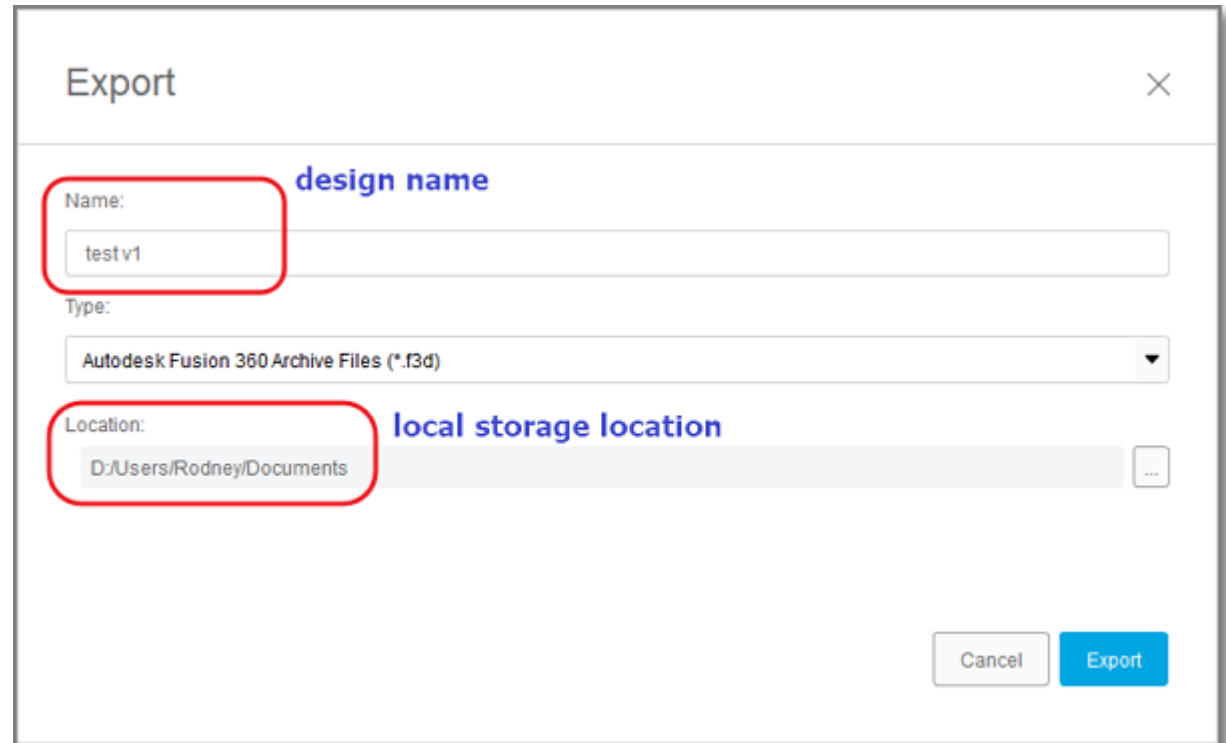 Export
design name
Name:
test v1
Type:
Autodesk Fusion 360 Archive Files (*.f3d)
Location:
local storage location
D:/Users/Rodney/Documents
...
Cancel
Export